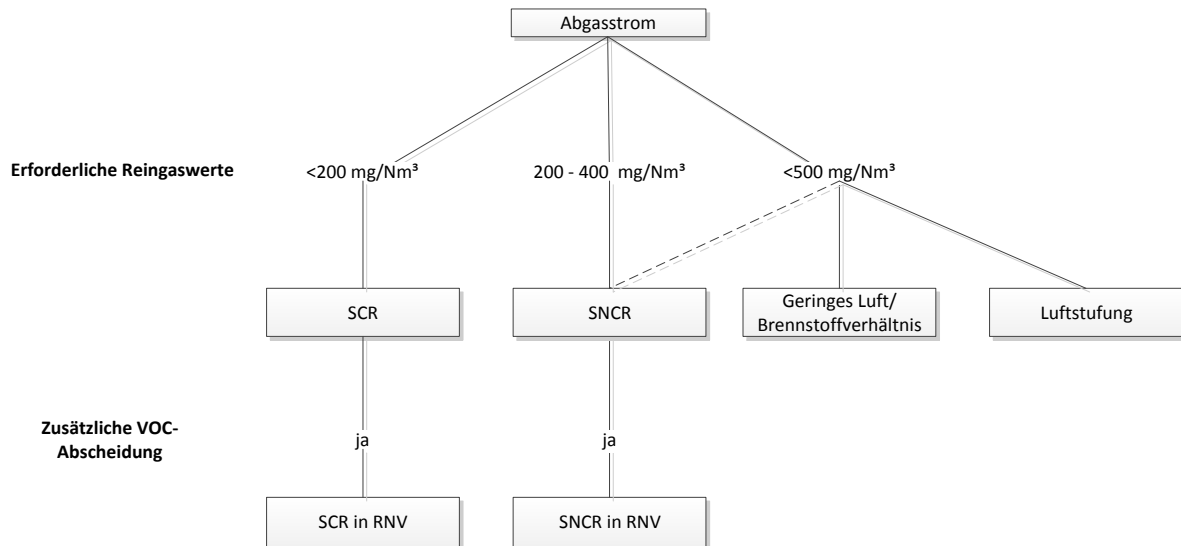 Abgasstrom
Erforderliche Reingaswerte
<200 mg/Nm³
200 - 400 mg/Nm³
<500 mg/Nm³
SCR
SNCR
Geringes Luft/
Brennstoffverhältnis
Luftstufung
Zusätzliche VOC-
Abscheidung
ja
ja
SCR in RNV
SNCR in RNV